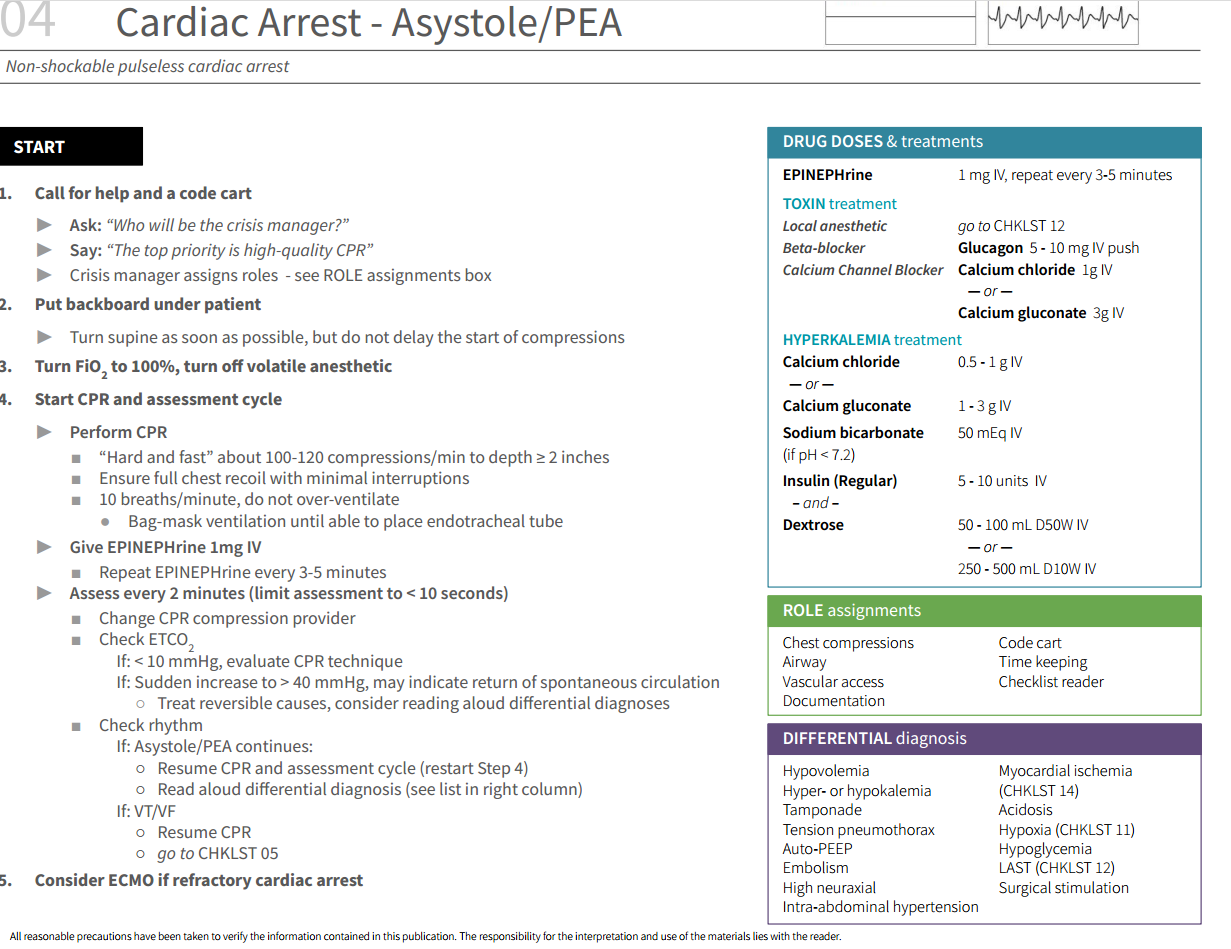 04 Cardiac Arrest - Asystole/PEA
Non-shockable pulseless cardiac arrest
START
1. Call for help and a code cart
▶ Ask: “Who will be the crisis manager?”
▶ Say: “The top priority is high-quality CPR”
▶ Crisis manager assigns roles - see ROLE assignments box
2. Put backboard under patient
▶ Turn supine as soon as possible, but do not delay the start of compressions
3. Turn FiO2 to 100%, turn off volatile anesthetic
4. Start CPR and assessment cycle
▶ Perform CPR
■ “Hard and fast” about 100-120 compressions/min to depth ≥ 2 inches
■ Ensure full chest recoil with minimal interruptions
■ 10 breaths/minute, do not over-ventilate
● Bag-mask ventilation until able to place endotracheal tube
▶ Give EPINEPHrine 1mg IV
■ Repeat EPINEPHrine every 3-5 minutes
▶ Assess every 2 minutes (limit assessment to < 10 seconds)
■ Change CPR compression provider
■ Check ETCO2
If: < 10 mmHg, evaluate CPR technique
If: Sudden increase to > 40 mmHg, may indicate return of spontaneous circulation
○ Treat reversible causes, consider reading aloud differential diagnoses
■ Check rhythm
If: Asystole/PEA continues:
○ Resume CPR and assessment cycle (restart Step 4)
○ Read aloud differential diagnosis (see list in right column)
If: VT/VF
○ Resume CPR
○ go to CHKLST 05
5. Consider ECMO if refractory cardiac arrest
DRUG DOSES & treatments
EPINEPHrine 1 mg IV, repeat every 3-5 minutes
TOXIN treatment
Local anesthetic go to CHKLST 12
Beta-blocker Glucagon 5 - 10 mg IV push
Calcium Channel Blocker Calcium chloride 1g IV
— or —
Calcium gluconate 3g IV
HYPERKALEMIA treatment
Calcium chloride 0.5 - 1 g IV
— or —
Calcium gluconate 1 - 3 g IV
Sodium bicarbonate 50 mEq IV
(if pH < 7.2)
Insulin (Regular) 5 - 10 units IV
– and –
Dextrose 50 - 100 mL D50W IV
— or —
250 - 500 mL D10W IV
ROLE assignments
Chest compressions
Airway
Vascular access
Documentation
Code cart
Time keeping
Checklist reader
DIFFERENTIAL diagnosis
Hypovolemia
Hyper- or hypokalemia
Tamponade
Tension pneumothorax
Auto-PEEP
Embolism
High neuraxial
Intra-abdominal hypertension
Myocardial ischemia
(CHKLST 14)
Acidosis
Hypoxia (CHKLST 11)
Hypoglycemia
LAST (CHKLST 12)
Surgical stimulation
All reasonable precautions have been taken to verify the information contained in this publication. The responsibility for the interpretation and use of the materials lies with the reader.